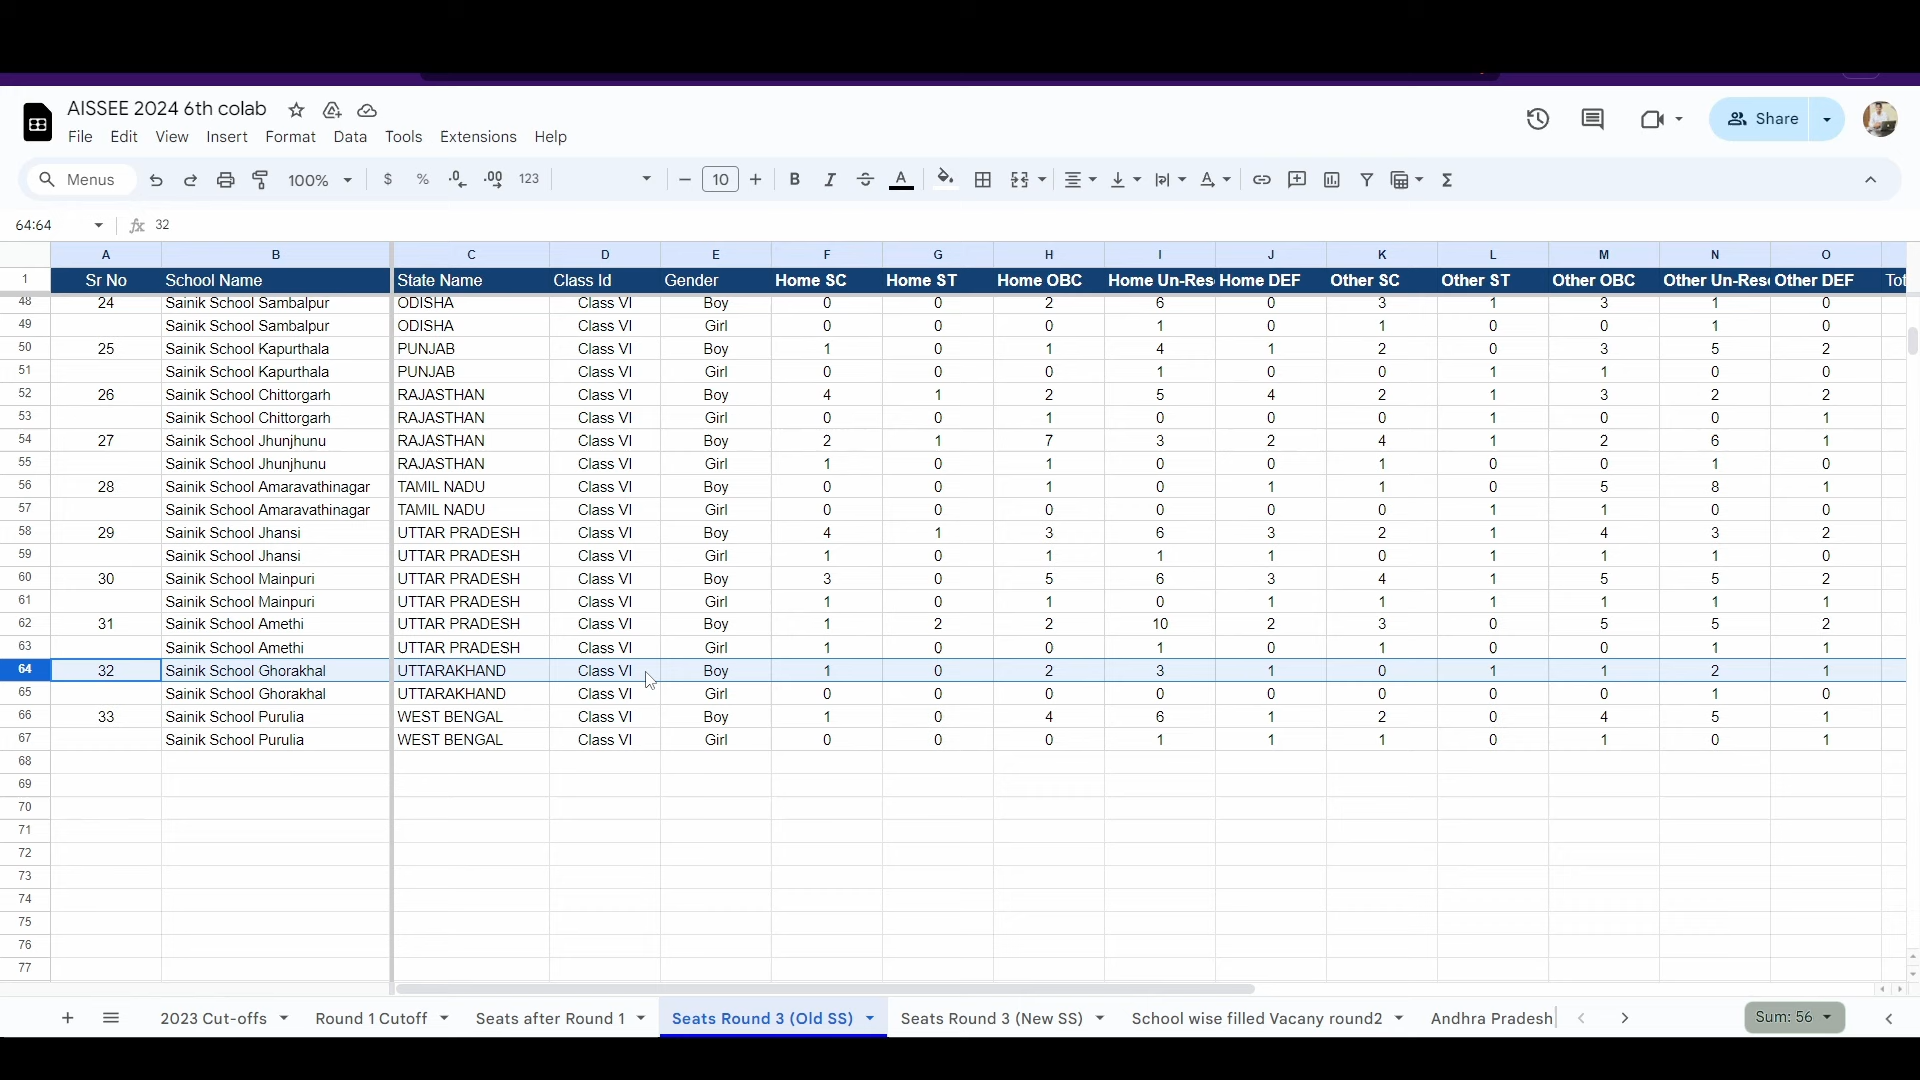 AISSEE 2024 6th colab
File Edit View Insert Format Data Tools Extensions Help
Share
Menus 100% $ % .0 .00 123 10 B I A Σ
64:64 fx 32
A B C D E F G H I J K L M N O
1 Sr No School Name State Name Class Id Gender Home SC Home ST Home OBC Home Un-Res Home DEF Other SC Other ST Other OBC Other Un-Res Other DEF Tot
48 24 Sainik School Sambalpur ODISHA Class VI Boy 0 0 2 6 0 3 1 3 1 0
49 Sainik School Sambalpur ODISHA Class VI Girl 0 0 0 1 0 1 0 0 1 0
50 25 Sainik School Kapurthala PUNJAB Class VI Boy 1 0 1 4 1 2 0 3 5 2
51 Sainik School Kapurthala PUNJAB Class VI Girl 0 0 0 1 0 0 1 1 0 0
52 26 Sainik School Chittorgarh RAJASTHAN Class VI Boy 4 1 2 5 4 2 1 3 2 2
53 Sainik School Chittorgarh RAJASTHAN Class VI Girl 0 0 1 0 0 0 1 0 0 1
54 27 Sainik School Jhunjhunu RAJASTHAN Class VI Boy 2 1 7 3 2 4 1 2 6 1
55 Sainik School Jhunjhunu RAJASTHAN Class VI Girl 1 0 1 0 0 1 0 0 1 0
56 28 Sainik School Amaravathinagar TAMIL NADU Class VI Boy 0 0 1 0 1 1 0 5 8 1
57 Sainik School Amaravathinagar TAMIL NADU Class VI Girl 0 0 0 0 0 0 1 1 0 0
58 29 Sainik School Jhansi UTTAR PRADESH Class VI Boy 4 1 3 6 3 2 1 4 3 2
59 Sainik School Jhansi UTTAR PRADESH Class VI Girl 1 0 1 1 1 0 1 1 1 0
60 30 Sainik School Mainpuri UTTAR PRADESH Class VI Boy 3 0 5 6 3 4 1 5 5 2
61 Sainik School Mainpuri UTTAR PRADESH Class VI Girl 1 0 1 0 1 1 1 1 1 1
62 31 Sainik School Amethi UTTAR PRADESH Class VI Boy 1 2 2 10 2 3 0 5 5 2
63 Sainik School Amethi UTTAR PRADESH Class VI Girl 1 0 0 1 0 1 0 0 1 1
64 32 Sainik School Ghorakhal UTTARAKHAND Class VI Boy 1 0 2 3 1 0 1 1 2 1
65 Sainik School Ghorakhal UTTARAKHAND Class VI Girl 0 0 0 0 0 0 0 0 1 0
66 33 Sainik School Purulia WEST BENGAL Class VI Boy 1 0 4 6 1 2 0 4 5 1
67 Sainik School Purulia WEST BENGAL Class VI Girl 0 0 0 1 1 1 0 1 0 1
68
69
70
71
72
73
74
75
76
77
2023 Cut-offs Round 1 Cutoff Seats after Round 1 Seats Round 3 (Old SS) Seats Round 3 (New SS) School wise filled Vacany round2 Andhra Pradesh Sum: 56